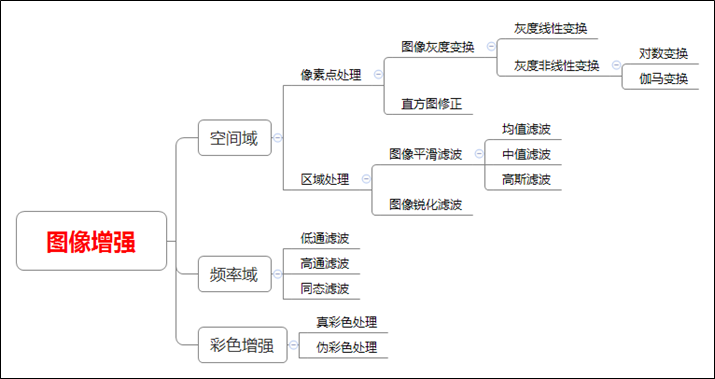 图像增强
空间域
像素点处理
图像灰度变换
灰度线性变换
灰度非线性变换
对数变换
伽马变换
直方图修正
区域处理
图像平滑滤波
均值滤波
中值滤波
高斯滤波
图像锐化滤波
频率域
低通滤波
高通滤波
同态滤波
彩色增强
真彩色处理
伪彩色处理